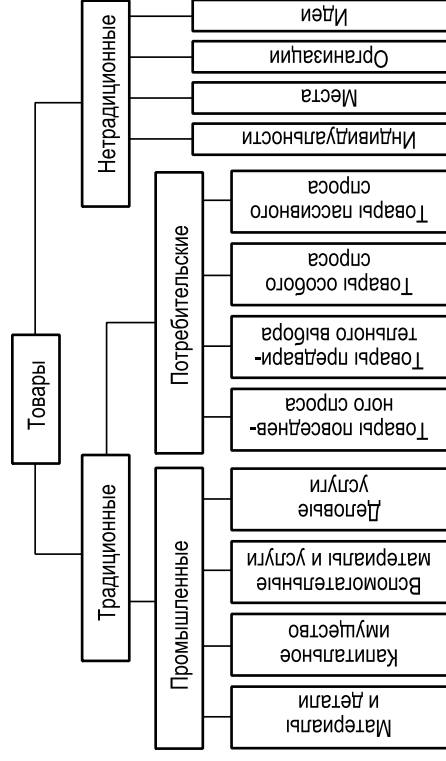 Товары
Традиционные
Нетрадиционные
Промышленные
Потребительские
Материалы
и детали
Капитальное
имущество
Вспомогательные
материалы и услуги
Деловые
услуги
Товары повседнев-
ного спроса
Товары предвари-
тельного выбора
Товары особого
спроса
Товары пассивного
спроса
Индивидуальности
Места
Организации
Идеи